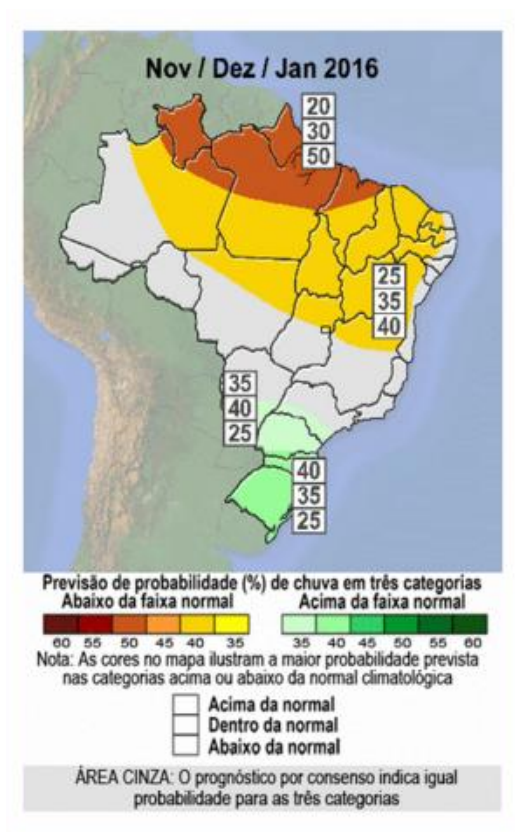 Nov / Dez / Jan 2016
20
30
50
25
35
40
35
40
25
40
35
25
Previsão de probabilidade (%) de chuva em três categorias
Abaixo da faixa normal Acima da faixa normal
60 55 50 45 40 35 35 40 45 50 55 60
Nota: As cores no mapa ilustram a maior probabilidade prevista
nas categorias acima ou abaixo da normal climatológica
Acima da normal
Dentro da normal
Abaixo da normal
ÁREA CINZA: O prognóstico por consenso indica igual
probabilidade para as três categorias